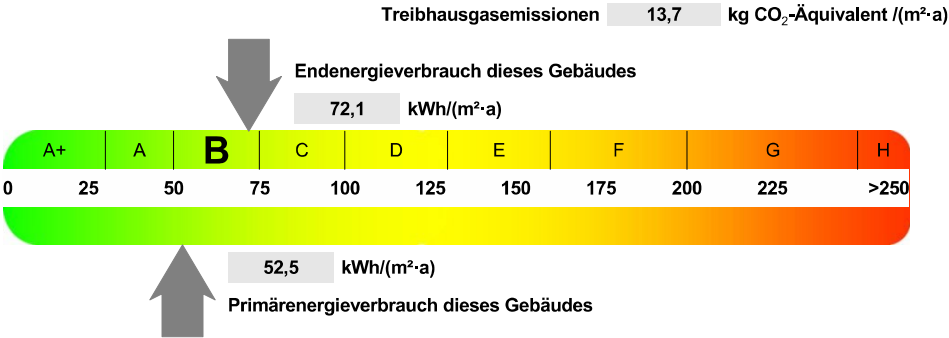 Treibhausgasemissionen 13,7 kg CO₂-Äquivalent /(m²·a)
Endenergieverbrauch dieses Gebäudes
72,1 kWh/(m²·a)
A+ A B C D E F G H
0 25 50 75 100 125 150 175 200 225 >250
52,5 kWh/(m²·a)
Primärenergieverbrauch dieses Gebäudes